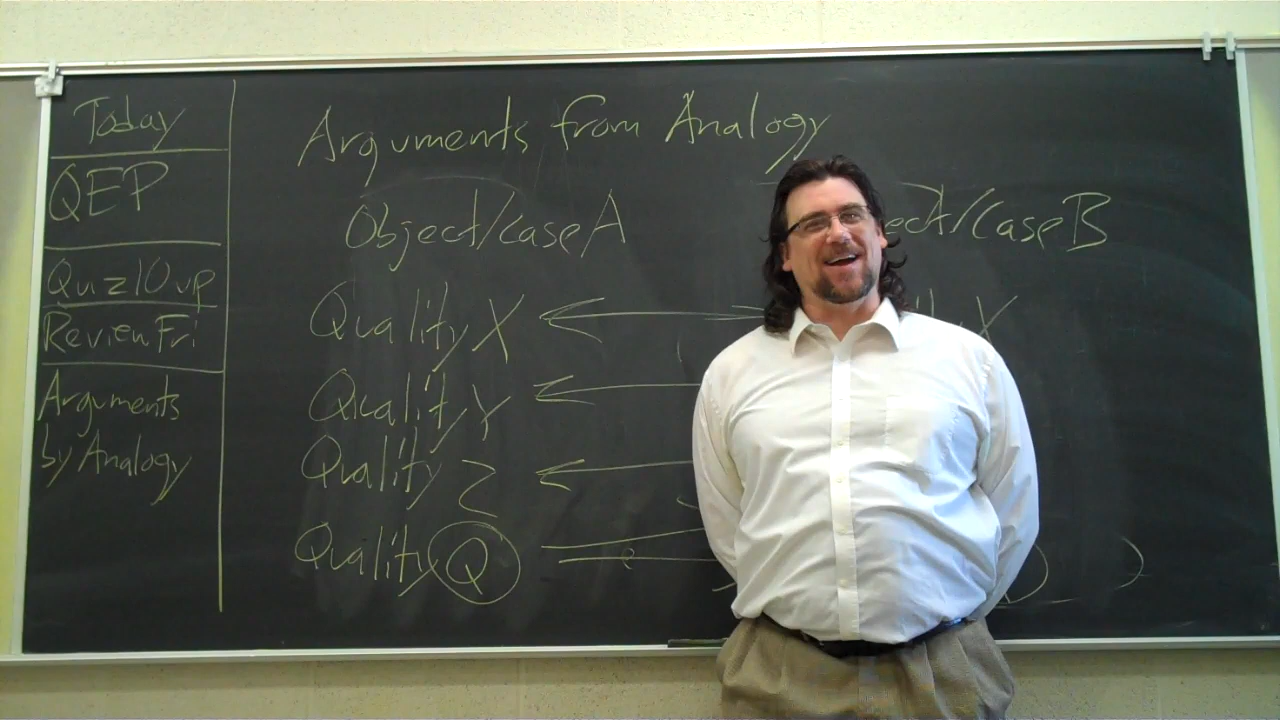 Today
QEP
Quiz 10 up
Review Fri
Arguments
by Analogy
Arguments from Analogy
Object/Case A
ect/Case B
Quality X
X
Quality Y
Quality Z
Quality Q